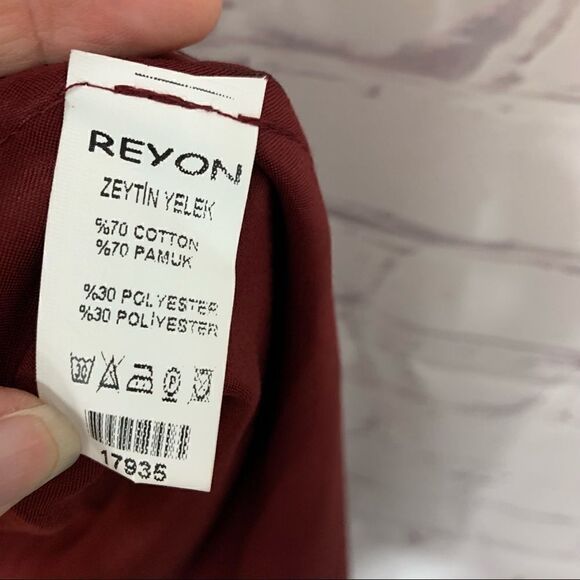 REYON
ZEYTİN YELEK
%70 COTTON
%70 PAMUK
%30 POLYESTER
%30 POLİYESTER
30
P
17935